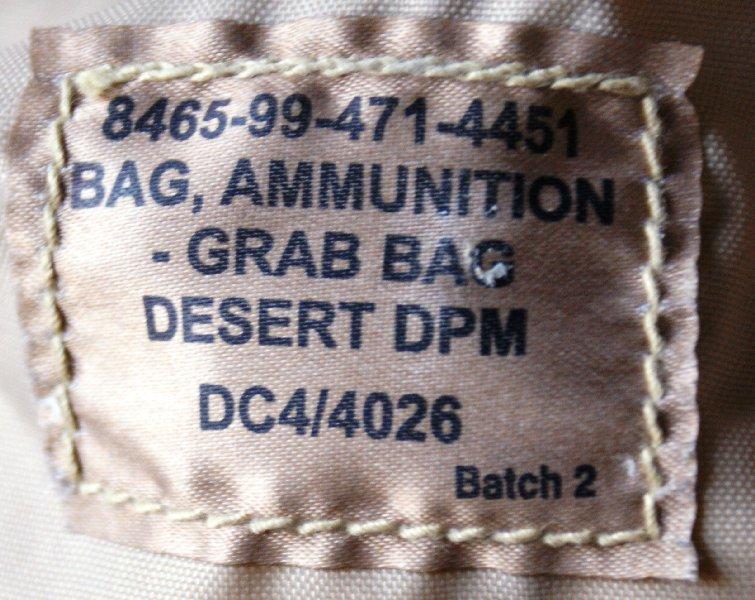 8465-99-471-4451
BAG, AMMUNITION
- GRAB BAG
DESERT DPM
DC4/4026
Batch 2